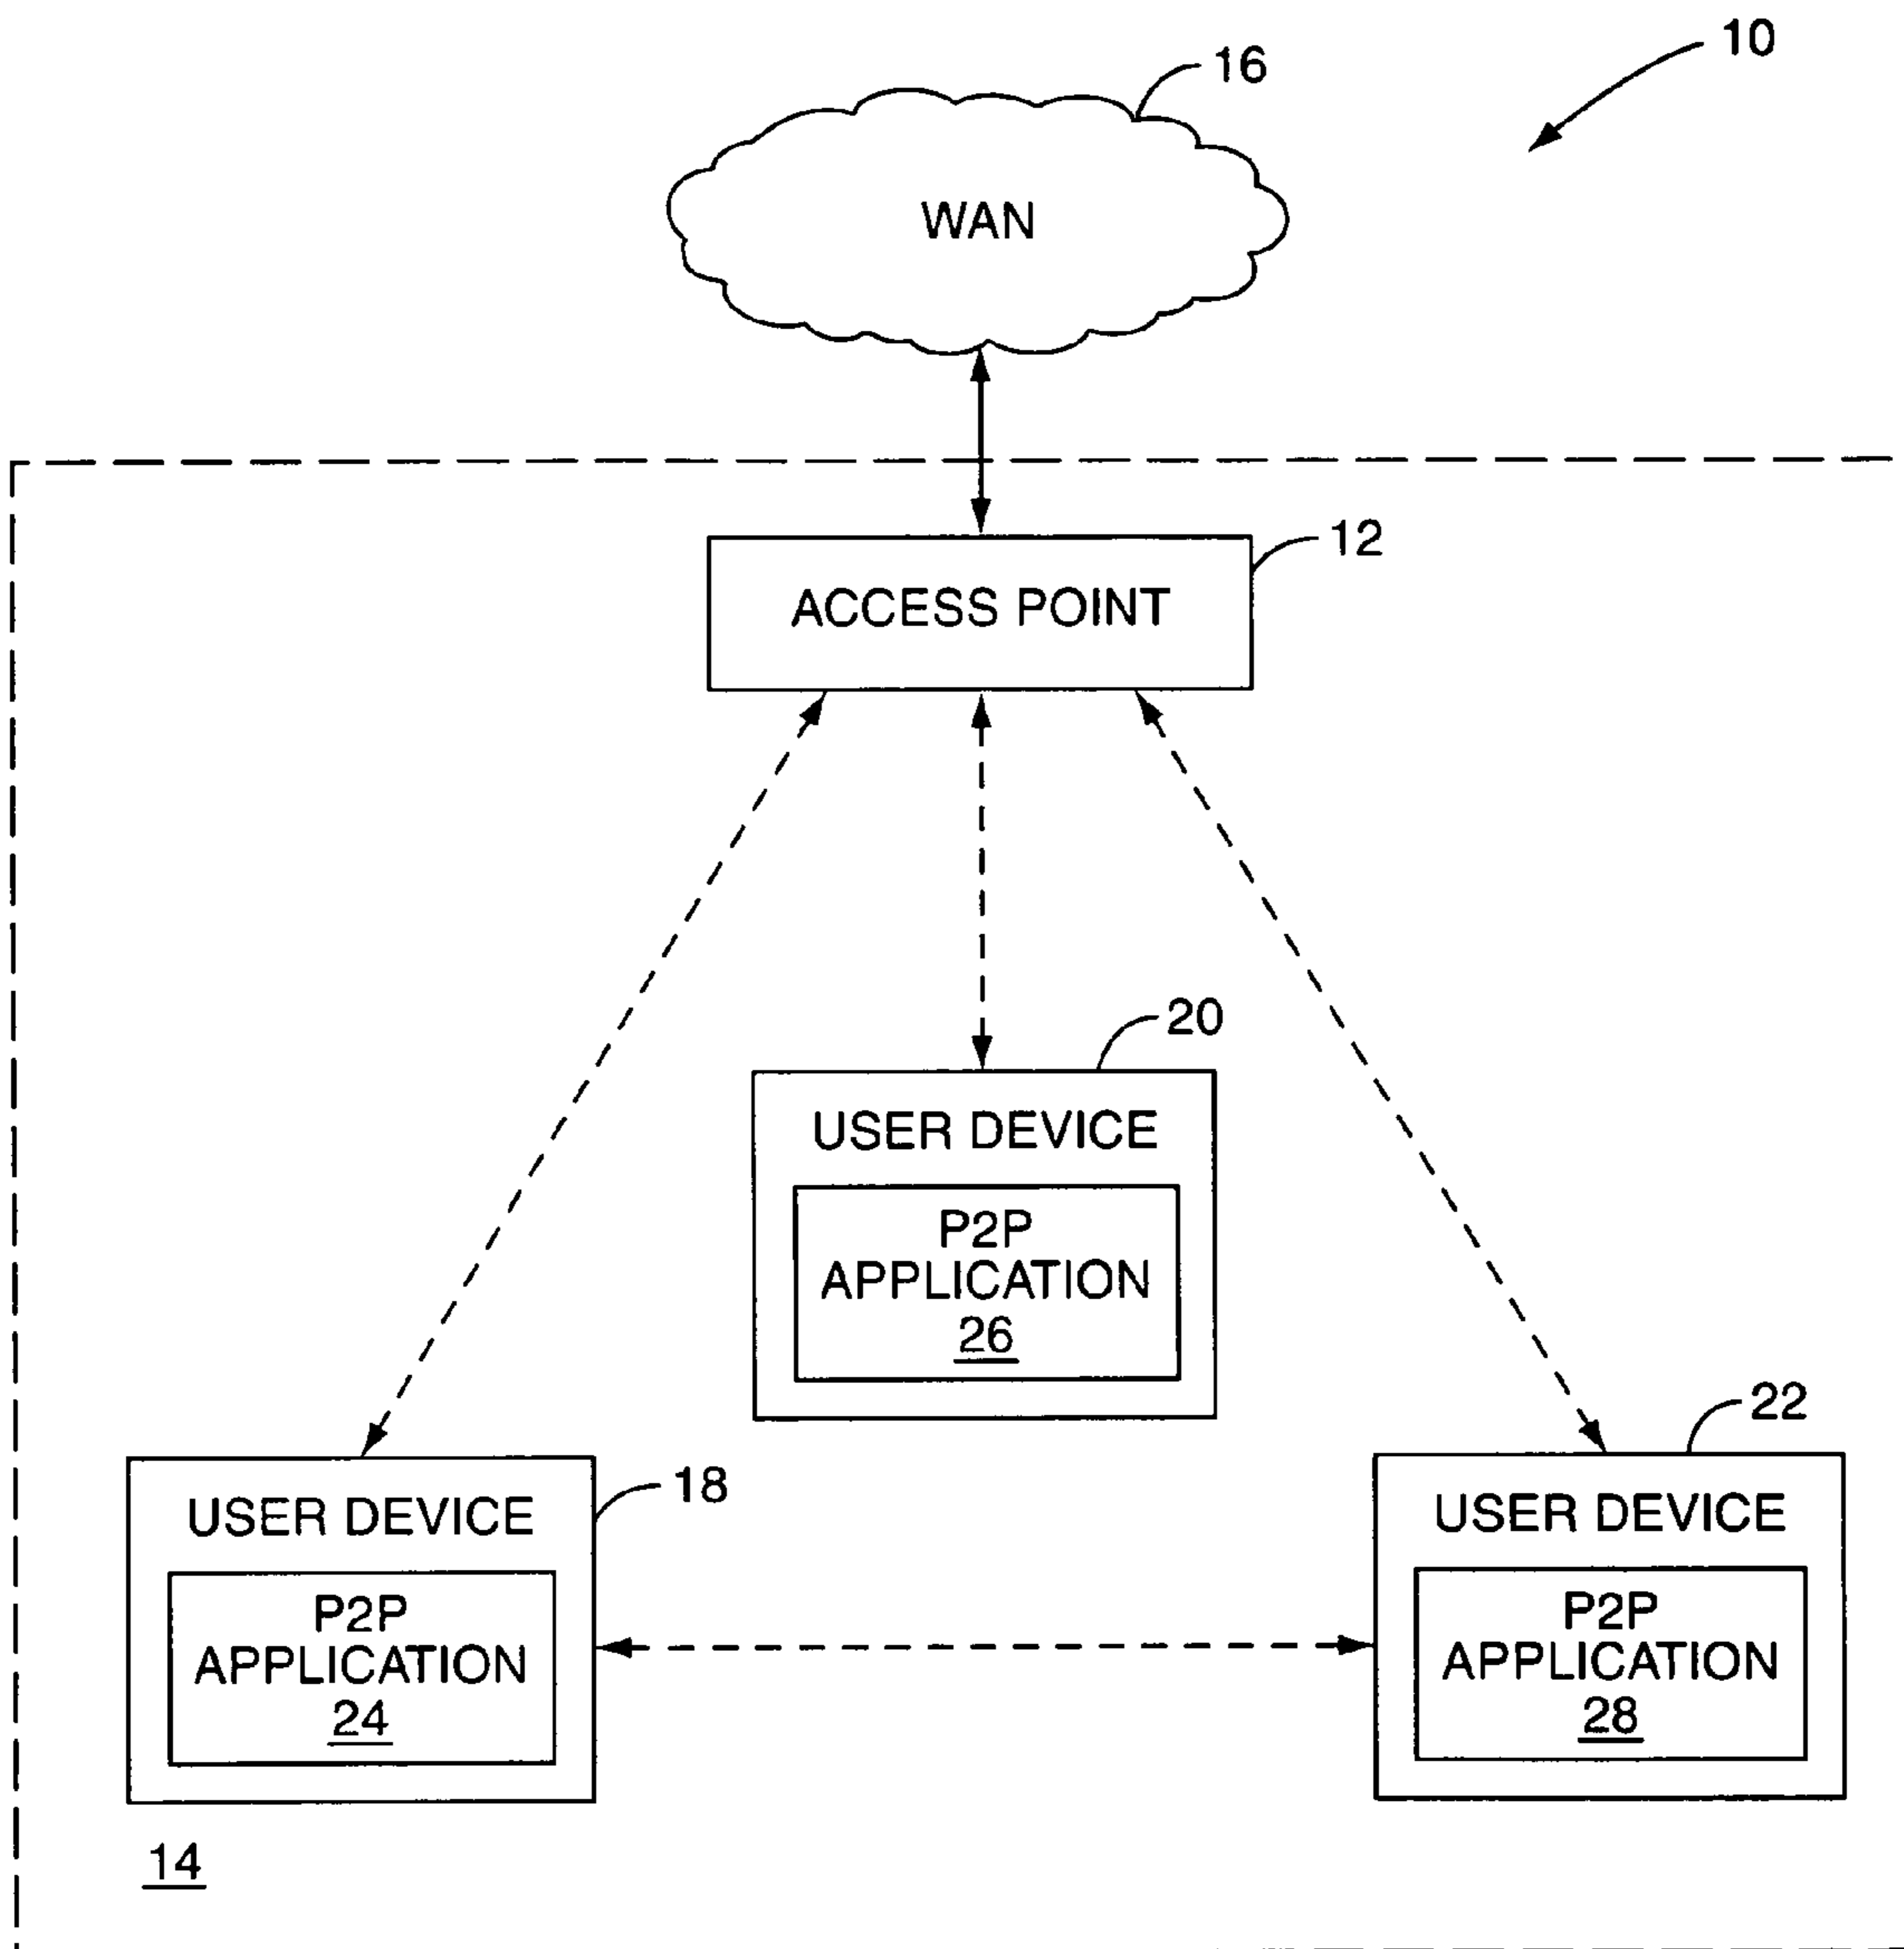 10
16
WAN
12
ACCESS POINT
20
USER DEVICE
P2P
APPLICATION
26
22
18
USER DEVICE
P2P
APPLICATION
24
USER DEVICE
P2P
APPLICATION
28
14